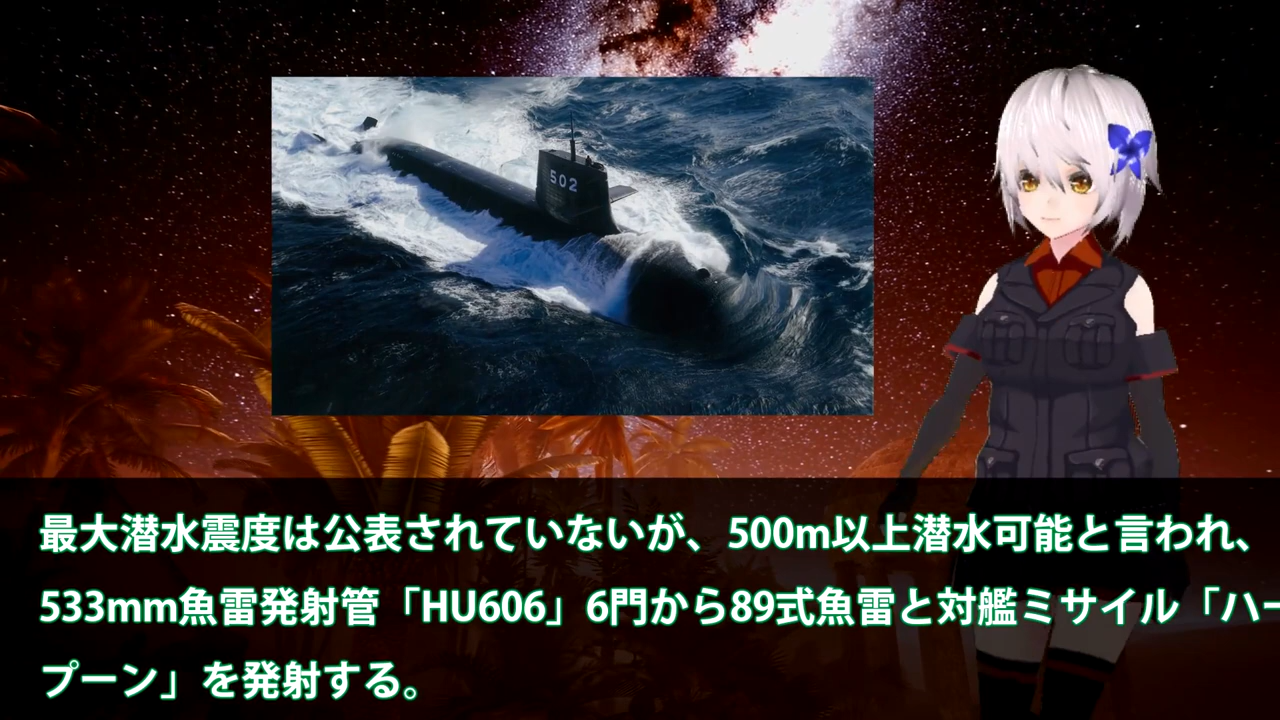 502
最大潜水震度は公表されていないが、500m以上潜水可能と言われ、
533mm魚雷発射管「HU606」6門から89式魚雷と対艦ミサイル「ハー
プーン」を発射する。